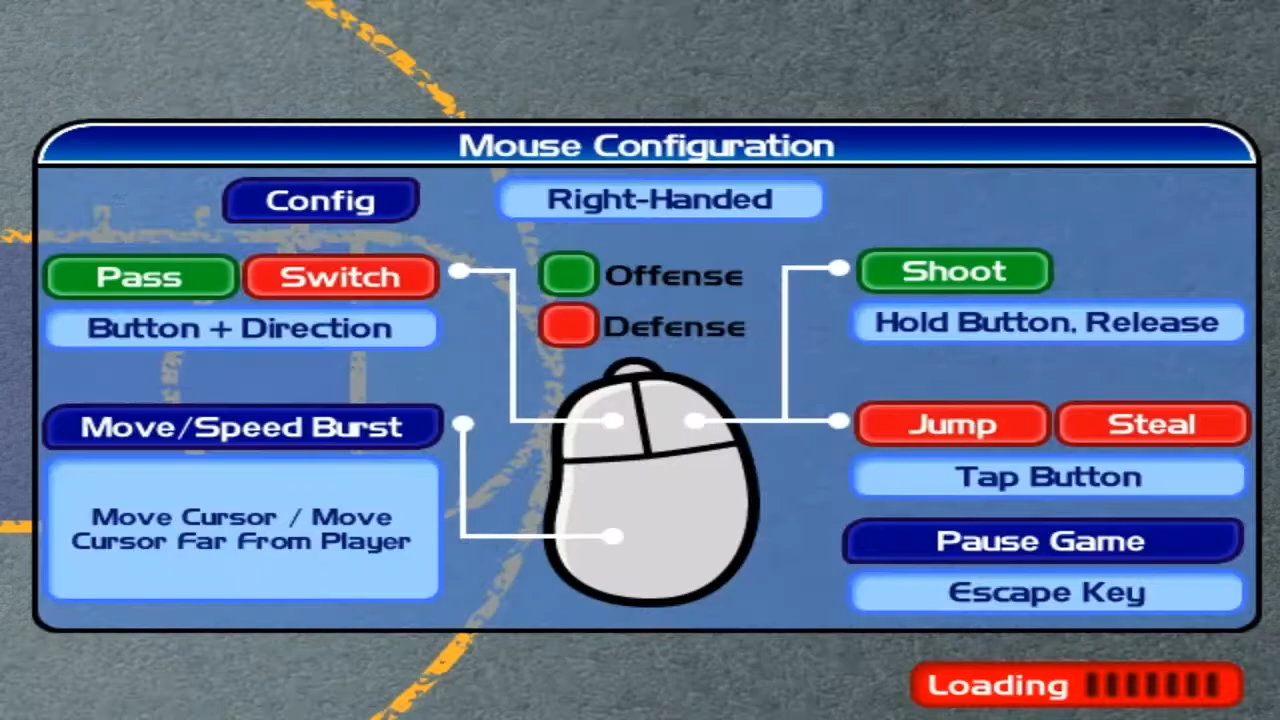 Mouse Configuration
Config
Right-Handed
Pass
Switch
Button + Direction
Offense
Defense
Shoot
Hold Button, Release
Move/Speed Burst
Move Cursor / Move
Cursor Far From Player
Jump
Steal
Tap Button
Pause Game
Escape Key
Loading